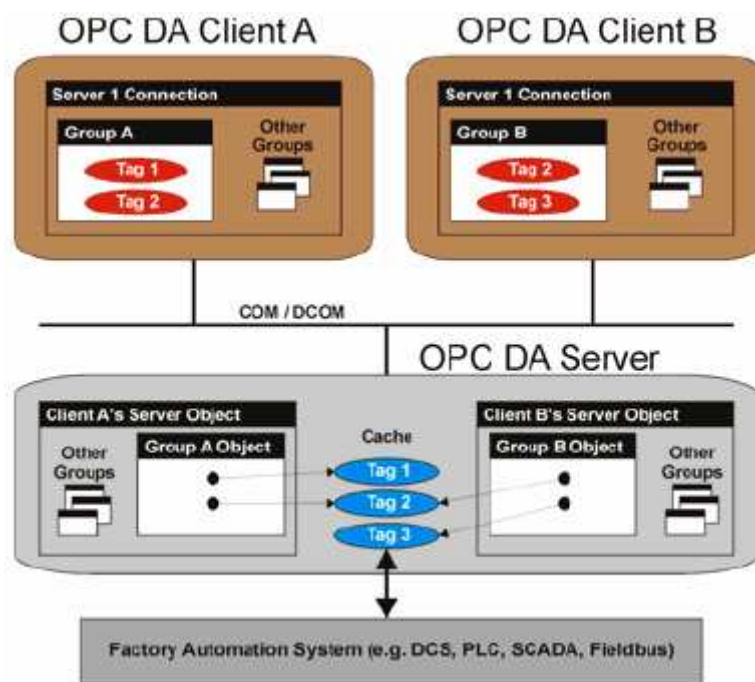 OPC DA Client A
OPC DA Client B
Server 1 Connection
Group A
Tag 1
Tag 2
Other
Groups
Server 1 Connection
Group B
Tag 2
Tag 3
Other
Groups
COM / DCOM
OPC DA Server
Client A's Server Object
Other
Groups
Group A Object
Cache
Tag 1
Tag 2
Tag 3
Client B's Server Object
Group B Object
Other
Groups
Factory Automation System (e.g. DCS, PLC, SCADA, Fieldbus)